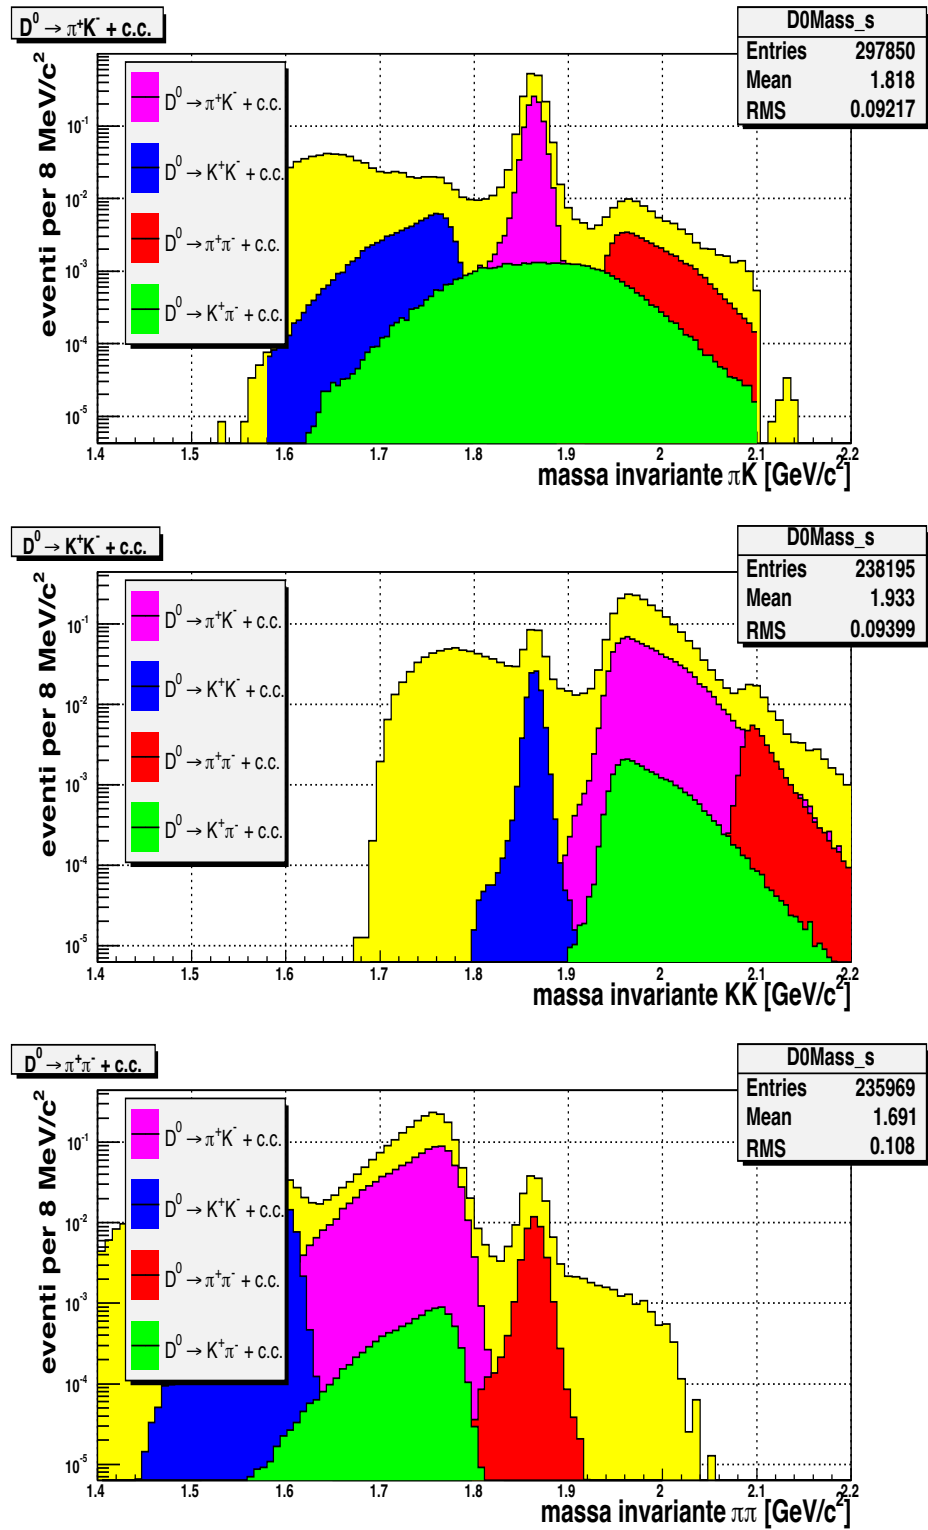 D⁰ → π⁺K⁻ + c.c.
D0Mass_s
Entries 297850
Mean 1.818
RMS 0.09217
eventi per 8 MeV/c²
D⁰ → π⁺K⁻ + c.c.
D⁰ → K⁺K⁻ + c.c.
D⁰ → π⁺π⁻ + c.c.
D⁰ → K⁺π⁻ + c.c.
10⁻¹
10⁻²
10⁻³
10⁻⁴
10⁻⁵
1.4 1.5 1.6 1.7 1.8 1.9 2 2.1 2.2
massa invariante πK [GeV/c²]
D⁰ → K⁺K⁻ + c.c.
D0Mass_s
Entries 238195
Mean 1.933
RMS 0.09399
eventi per 8 MeV/c²
D⁰ → π⁺K⁻ + c.c.
D⁰ → K⁺K⁻ + c.c.
D⁰ → π⁺π⁻ + c.c.
D⁰ → K⁺π⁻ + c.c.
10⁻¹
10⁻²
10⁻³
10⁻⁴
10⁻⁵
1.4 1.5 1.6 1.7 1.8 1.9 2 2.1 2.2
massa invariante KK [GeV/c²]
D⁰ → π⁺π⁻ + c.c.
D0Mass_s
Entries 235969
Mean 1.691
RMS 0.108
eventi per 8 MeV/c²
D⁰ → π⁺K⁻ + c.c.
D⁰ → K⁺K⁻ + c.c.
D⁰ → π⁺π⁻ + c.c.
D⁰ → K⁺π⁻ + c.c.
10⁻¹
10⁻²
10⁻³
10⁻⁴
10⁻⁵
1.4 1.5 1.6 1.7 1.8 1.9 2 2.1 2.2
massa invariante ππ [GeV/c²]